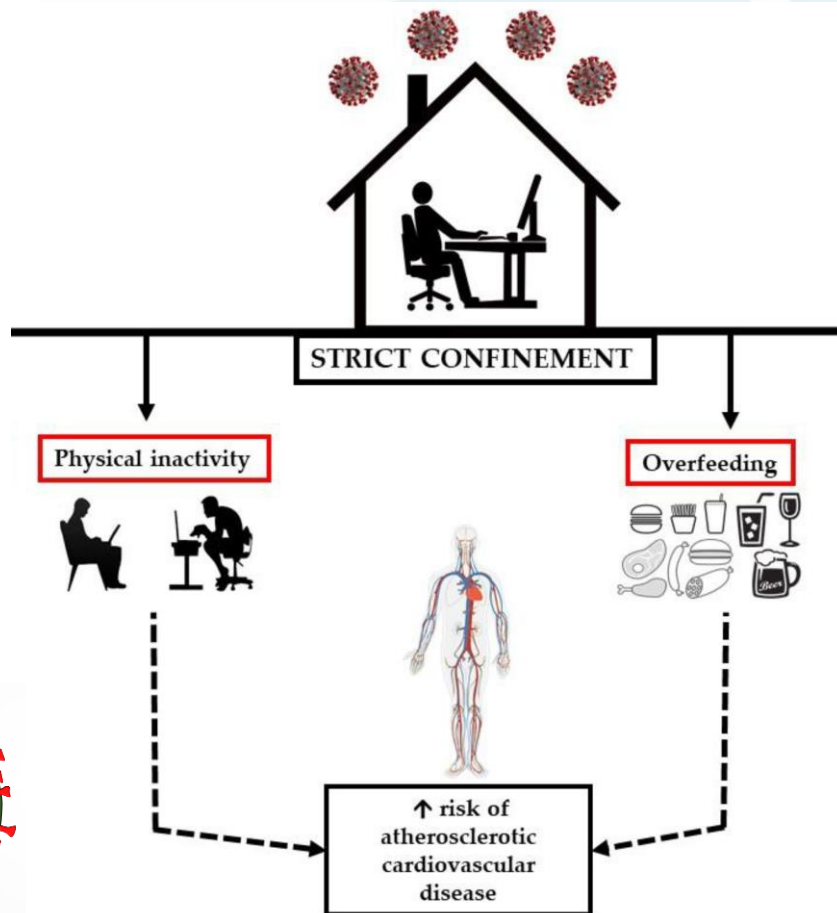 STRICT CONFINEMENT
Physical inactivity
Overfeeding
Beer
↑ risk of
atherosclerotic
cardiovascular
disease